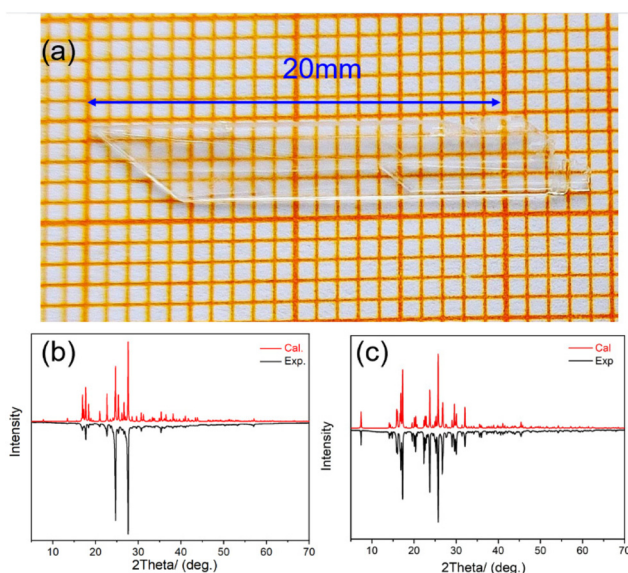 (a)
20mm
(b)
Cal.
Exp.
Intensity
10 20 30 40 50 60 70
2Theta/ (deg.)
(c)
Cal
Exp
Intensity
10 20 30 40 50 60 70
2Theta/ (deg.)